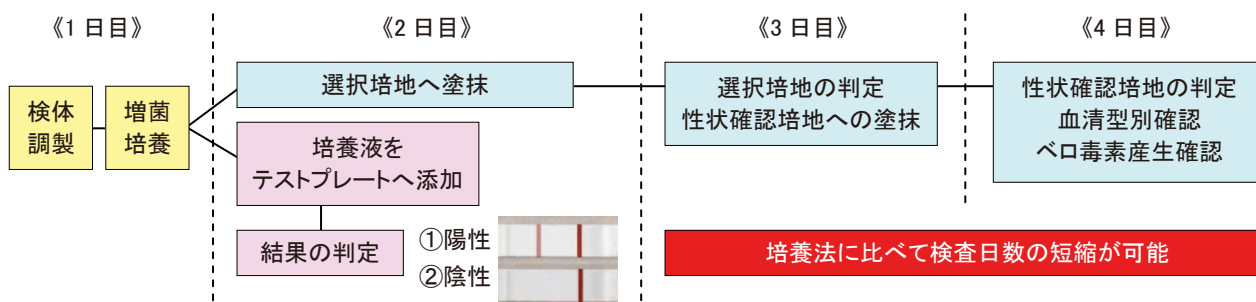 《1 日目》
《2 日目》
《3 日目》
《4 日目》
検体
調製
増菌
培養
選択培地へ塗抹
選択培地の判定
性状確認培地への塗抹
性状確認培地の判定
血清型別確認
ベロ毒素産生確認
培養液を
テストプレートへ添加
結果の判定
①陽性
②陰性
培養法に比べて検査日数の短縮が可能